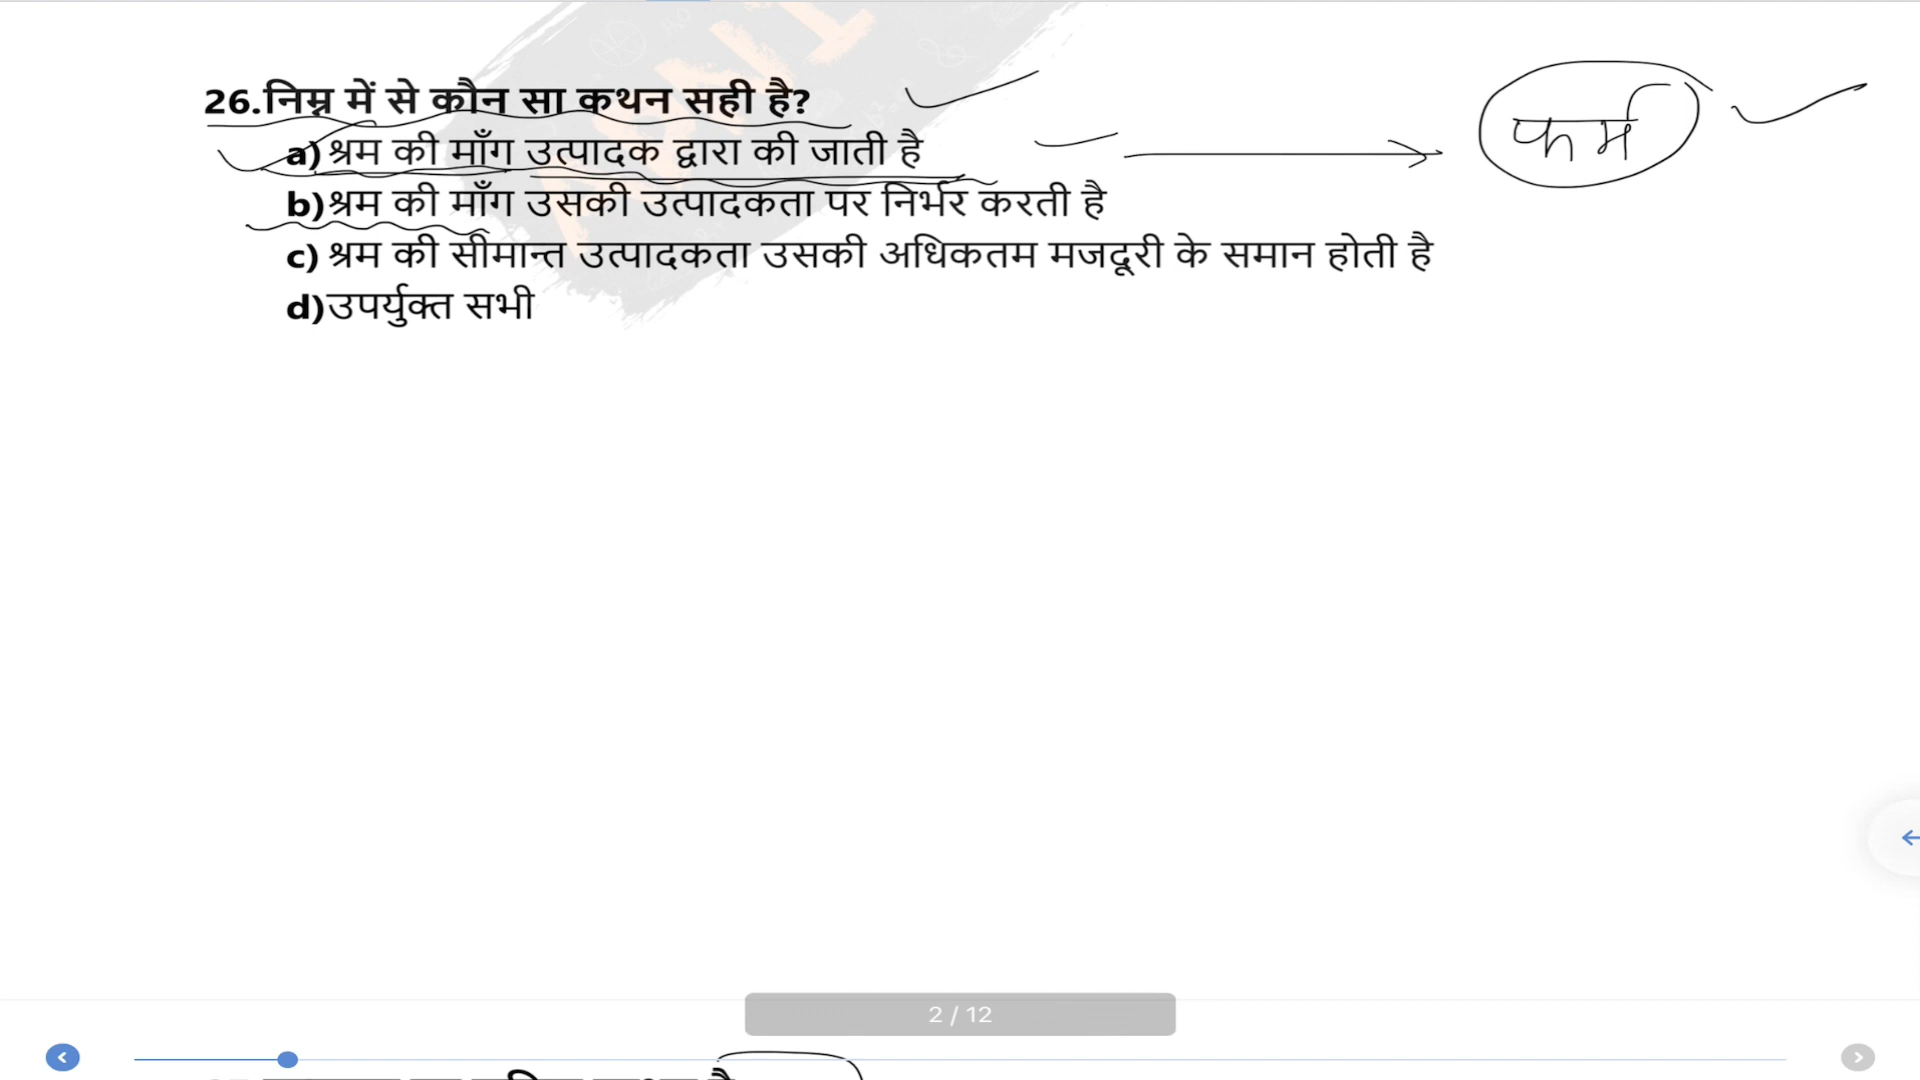 26.निम्न में से कौन सा कथन सही है?
a)श्रम की माँग उत्पादक द्वारा की जाती है
फर्म
b)श्रम की माँग उसकी उत्पादकता पर निर्भर करती है
c) श्रम की सीमान्त उत्पादकता उसकी अधिकतम मजदूरी के समान होती है
d)उपर्युक्त सभी
2 / 12